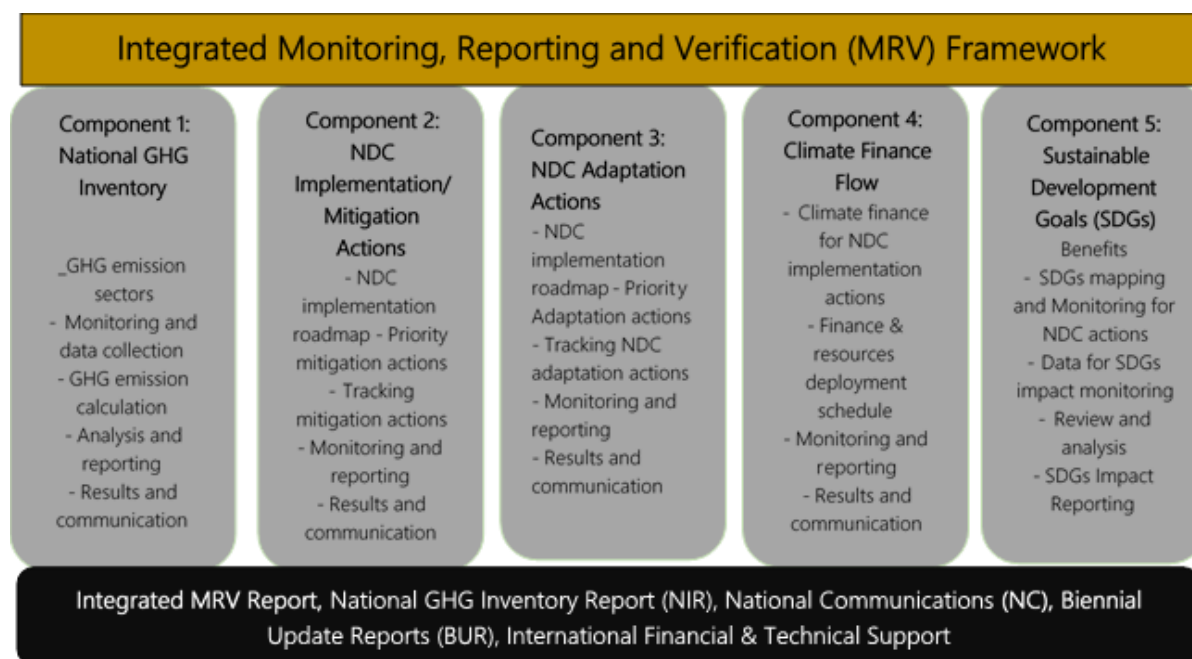 Integrated Monitoring, Reporting and Verification (MRV) Framework
Component 1:
National GHG
Inventory
_GHG emission
sectors
- Monitoring and
data collection
- GHG emission
calculation
- Analysis and
reporting
- Results and
communication
Component 2:
NDC
Implementation/
Mitigation
Actions
- NDC
implementation
roadmap - Priority
mitigation actions
- Tracking
mitigation actions
- Monitoring and
reporting
- Results and
communication
Component 3:
NDC Adaptation
Actions
- NDC
implementation
roadmap - Priority
Adaptation actions
- Tracking NDC
adaptation actions
- Monitoring and
reporting
- Results and
communication
Component 4:
Climate Finance
Flow
- Climate finance
for NDC
implementation
actions
- Finance &
resources
deployment
schedule
- Monitoring and
reporting
- Results and
communication
Component 5:
Sustainable
Development
Goals (SDGs)
Benefits
- SDGs mapping
and Monitoring for
NDC actions
- Data for SDGs
impact monitoring
- Review and
analysis
- SDGs Impact
Reporting
Integrated MRV Report, National GHG Inventory Report (NIR), National Communications (NC), Biennial
Update Reports (BUR), International Financial & Technical Support